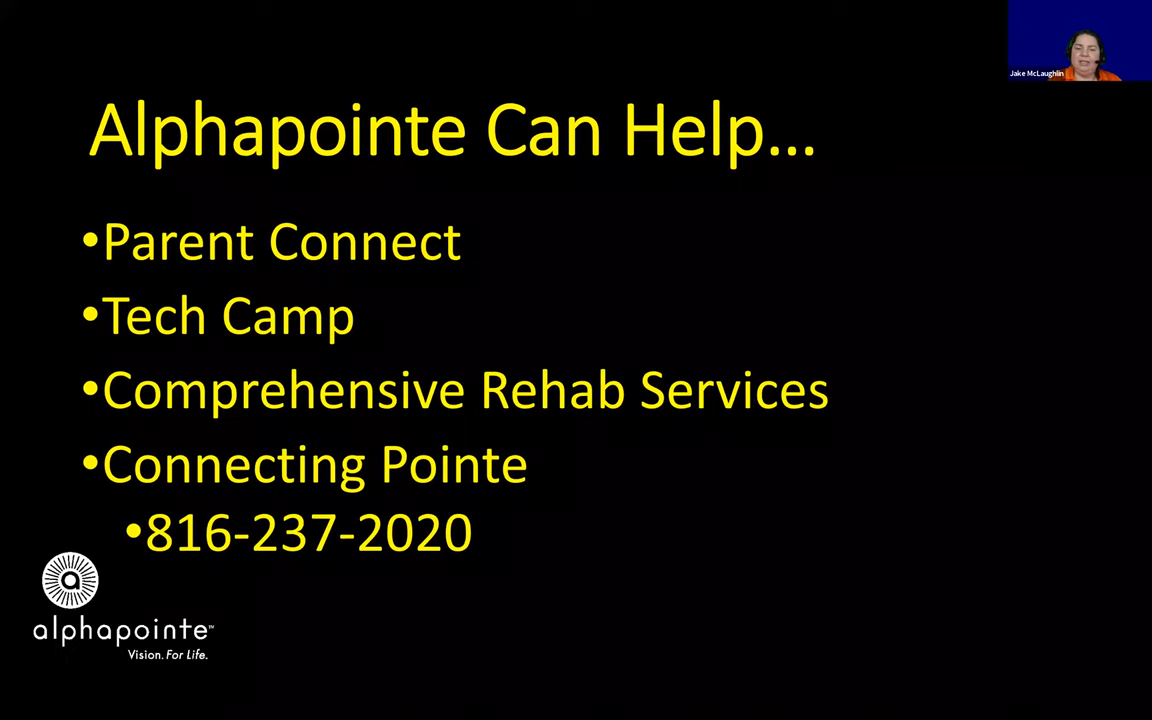 Jake McLaughlin
Alphapointe Can Help...
•Parent Connect
•Tech Camp
•Comprehensive Rehab Services
•Connecting Pointe
•816-237-2020
alphapointe™
Vision. For Life.